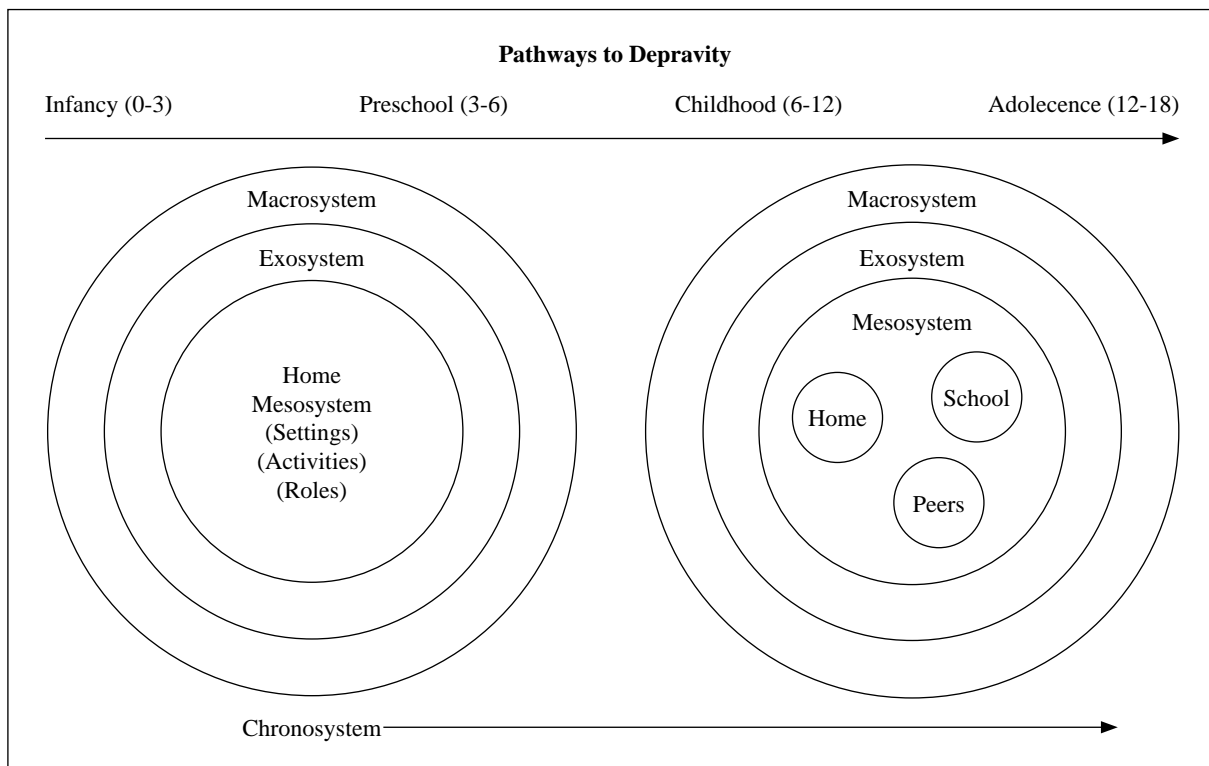 Pathways to Depravity
Infancy (0-3) Preschool (3-6) Childhood (6-12) Adolecence (12-18)
Macrosystem
Exosystem
Home
Mesosystem
(Settings)
(Activities)
(Roles)
Macrosystem
Exosystem
Mesosystem
Home
School
Peers
Chronosystem